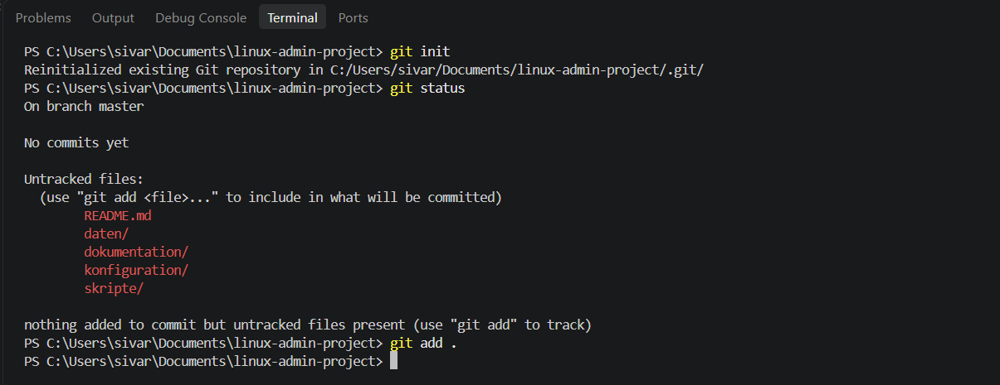 Problems Output Debug Console Terminal Ports
PS C:\Users\sivar\Documents\linux-admin-project> git init
Reinitialized existing Git repository in C:/Users/sivar/Documents/linux-admin-project/.git/
PS C:\Users\sivar\Documents\linux-admin-project> git status
On branch master
No commits yet
Untracked files:
(use "git add <file>..." to include in what will be committed)
README.md
daten/
dokumentation/
konfiguration/
skripte/
nothing added to commit but untracked files present (use "git add" to track)
PS C:\Users\sivar\Documents\linux-admin-project> git add .
PS C:\Users\sivar\Documents\linux-admin-project>